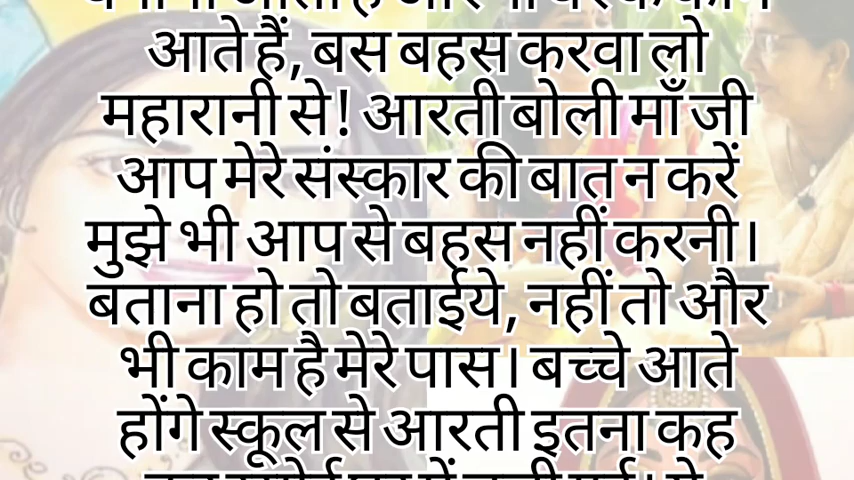 आते हैं, बस बहस करवा लो
महारानी से! आरती बोली माँ जी
आप मेरे संस्कार की बात न करें
मुझे भी आप से बहस नहीं करनी।
बताना हो तो बताईये, नहीं तो और
भी काम है मेरे पास। बच्चे आते
होंगे स्कूल से आरती इतना कह